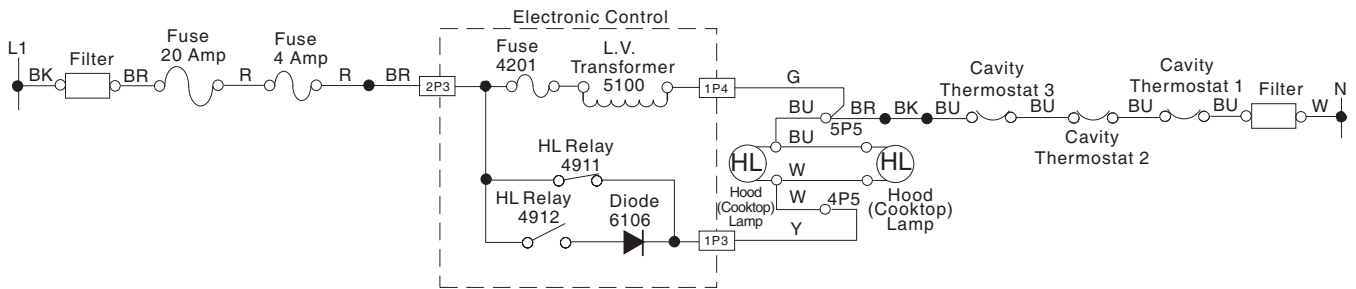 Electronic Control
L1
Filter
Fuse
20 Amp
Fuse
4 Amp
Fuse
4201
L.V.
Transformer
5100
BK
BR
R
R
BR
2P3
1P4
G
BU
5P5
BR
BK
BU
Cavity
Thermostat 3
BU
Cavity
Thermostat 2
BU
Cavity
Thermostat 1
BU
Filter
W
N
BU
HL
HL
W
Hood
(Cooktop)
Lamp
W
4P5
Hood
(Cooktop)
Lamp
HL Relay
4911
HL Relay
4912
Diode
6106
1P3
Y